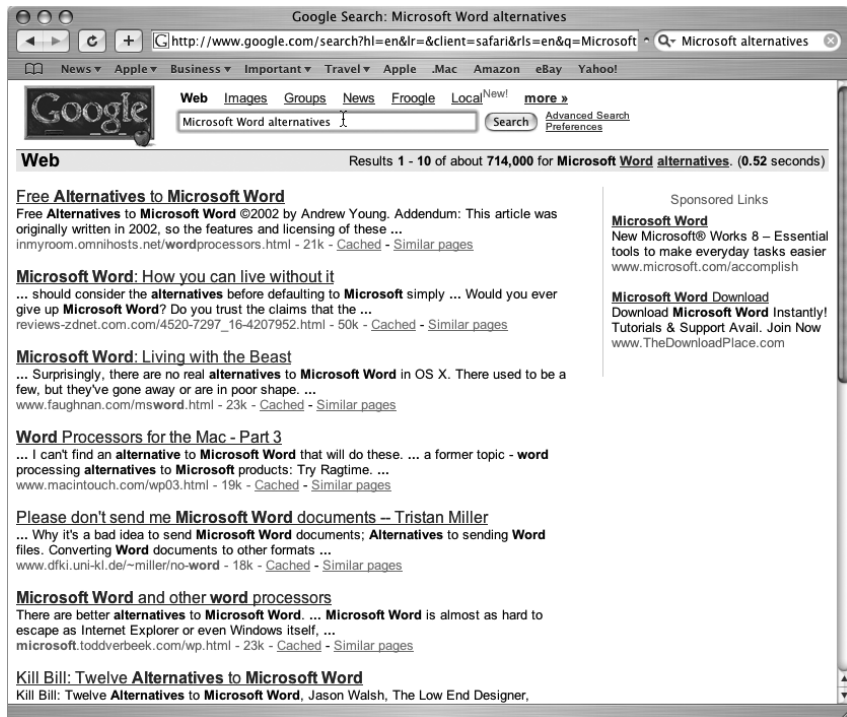 Google Search: Microsoft Word alternatives
http://www.google.com/search?hl=en&lr=&client=safari&rls=en&q=Microsoft
Microsoft alternatives
News Apple Business Important Travel Apple .Mac Amazon eBay Yahoo!
Google
Web Images Groups News Froogle Local New! more »
Microsoft Word alternatives Search Advanced Search
Preferences
Web Results 1 - 10 of about 714,000 for Microsoft Word alternatives. (0.52 seconds)
Free Alternatives to Microsoft Word
Free Alternatives to Microsoft Word ©2002 by Andrew Young. Addendum: This article was
originally written in 2002, so the features and licensing of these ...
inmyroom.omnihosts.net/wordprocessors.html - 21k - Cached - Similar pages
Microsoft Word: How you can live without it
... should consider the alternatives before defaulting to Microsoft simply ... Would you ever
give up Microsoft Word? Do you trust the claims that the ...
reviews-zdnet.com.com/4520-7297_16-4207952.html - 50k - Cached - Similar pages
Microsoft Word: Living with the Beast
... Surprisingly, there are no real alternatives to Microsoft Word in OS X. There used to be a
few, but they've gone away or are in poor shape. ...
www.faughnan.com/msword.html - 23k - Cached - Similar pages
Word Processors for the Mac - Part 3
... I can't find an alternative to Microsoft Word that will do these. ... a former topic - word
processing alternatives to Microsoft products: Try Ragtime. ...
www.macintouch.com/wp03.html - 19k - Cached - Similar pages
Please don't send me Microsoft Word documents -- Tristan Miller
... Why it's a bad idea to send Microsoft Word documents; Alternatives to sending Word
files. Converting Word documents to other formats ...
www.dfki.uni-kl.de/~miller/no-word - 18k - Cached - Similar pages
Microsoft Word and other word processors
There are better alternatives to Microsoft Word. ... Microsoft Word is almost as hard to
escape as Internet Explorer or even Windows itself, ...
microsoft.toddverbeek.com/wp.html - 23k - Cached - Similar pages
Kill Bill: Twelve Alternatives to Microsoft Word
Kill Bill: Twelve Alternatives to Microsoft Word, Jason Walsh, The Low End Designer,
Sponsored Links
Microsoft Word
New Microsoft® Works 8 – Essential
tools to make everyday tasks easier
www.microsoft.com/accomplish
Microsoft Word Download
Download Microsoft Word Instantly!
Tutorials & Support Avail. Join Now
www.TheDownloadPlace.com